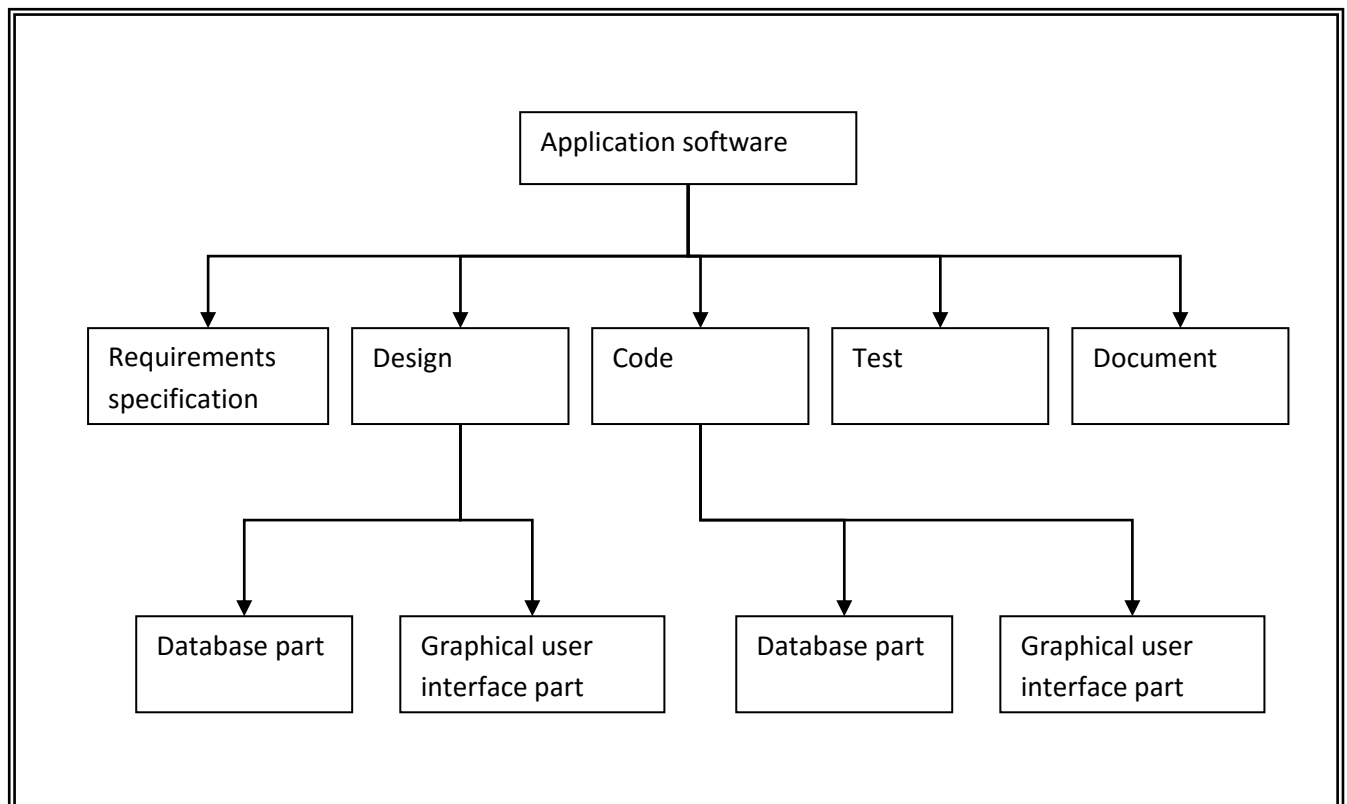 Application software
Requirements
specification
Design
Code
Test
Document
Database part
Graphical user
interface part
Database part
Graphical user
interface part